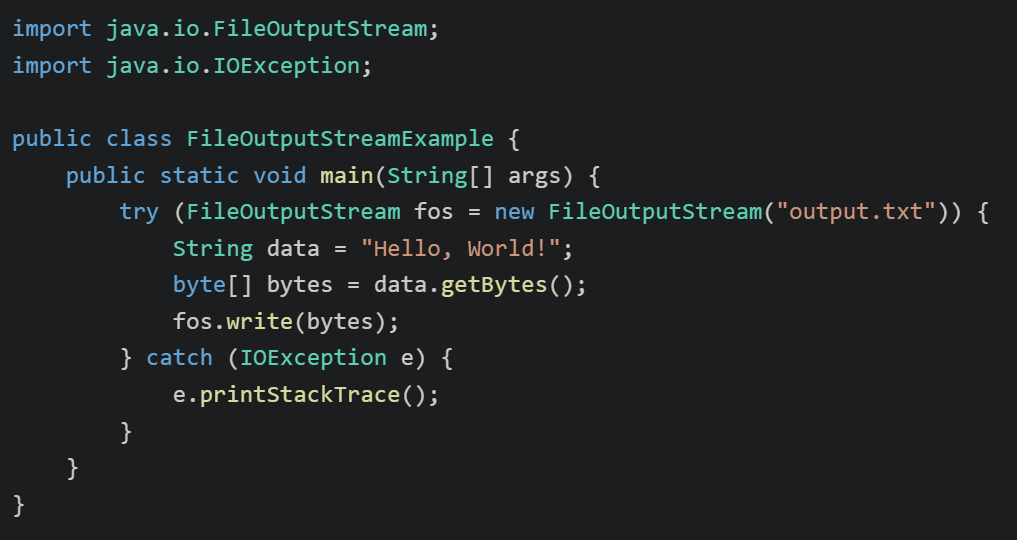 import java.io.FileOutputStream;
import java.io.IOException;

public class FileOutputStreamExample {
    public static void main(String[] args) {
        try (FileOutputStream fos = new FileOutputStream("output.txt")) {
            String data = "Hello, World!";
            byte[] bytes = data.getBytes();
            fos.write(bytes);
        } catch (IOException e) {
            e.printStackTrace();
        }
    }
}